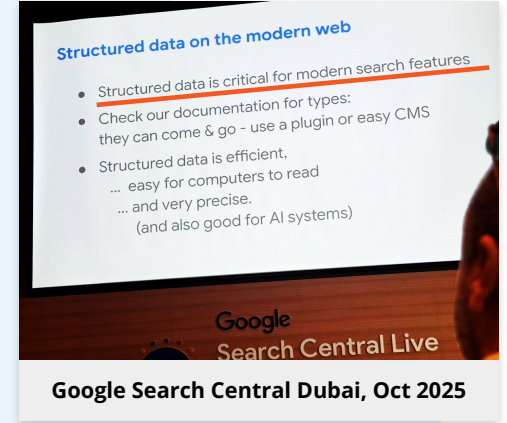 Structured data on the modern web
• Structured data is critical for modern search features
• Check our documentation for types:
they can come & go - use a plugin or easy CMS
• Structured data is efficient,
... easy for computers to read
... and very precise.
(and also good for AI systems)
Google
Search Central Live
Google Search Central Dubai, Oct 2025